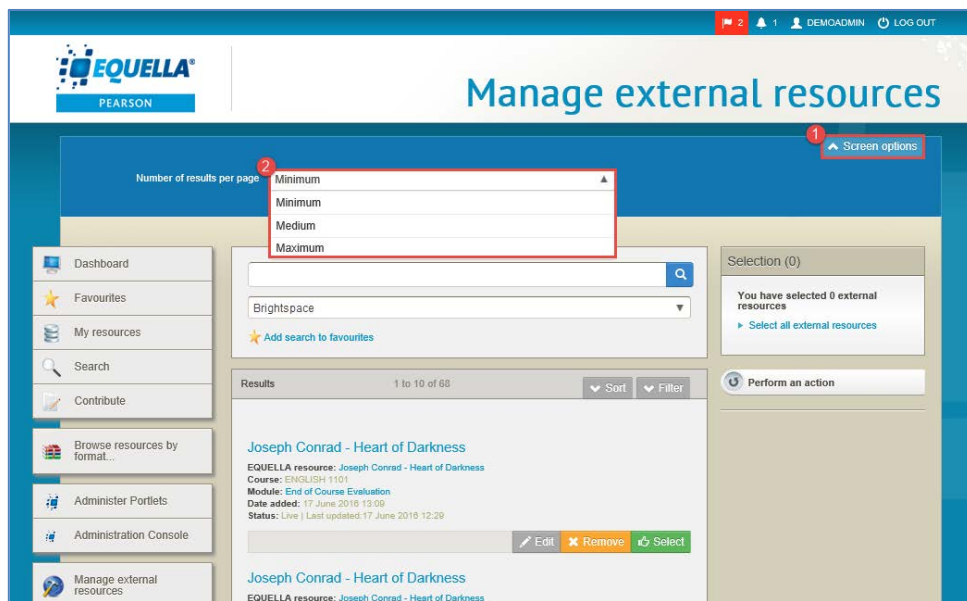 2 1 DEMOADMIN LOG OUT
EQUELLA®
PEARSON
Manage external resources
1
Screen options
2
Number of results per page Minimum
Minimum
Medium
Maximum
Dashboard
Favourites
My resources
Search
Contribute
Browse resources by
format...
Administer Portlets
Administration Console
Manage external
resources
Brightspace
Add search to favourites
Results 1 to 10 of 68 Sort Filter
Joseph Conrad - Heart of Darkness
EQUELLA resource: Joseph Conrad - Heart of Darkness
Course: ENGLISH 1101
Module: End of Course Evaluation
Date added: 17 June 2016 13:09
Status: Live | Last updated:17 June 2016 12:29
Edit Remove Select
Joseph Conrad - Heart of Darkness
EQUELLA resource: Joseph Conrad - Heart of Darkness
Selection (0)
You have selected 0 external
resources
Select all external resources
Perform an action